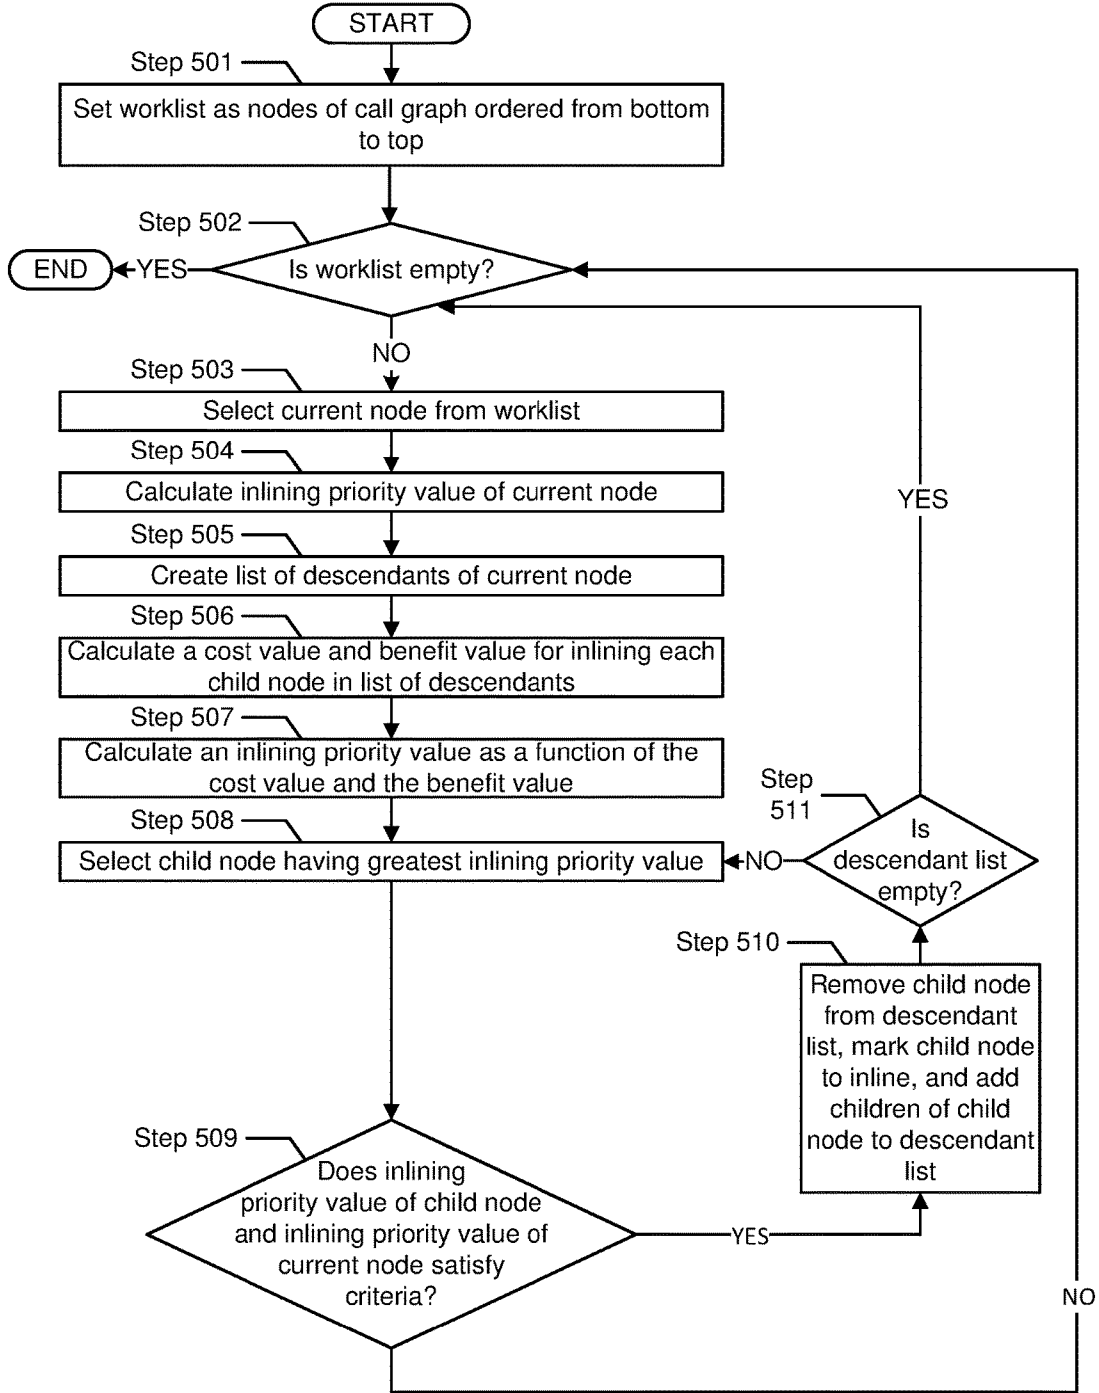 START
Step 501
Set worklist as nodes of call graph ordered from bottom
to top
Step 502
END
YES
Is worklist empty?
NO
Step 503
Select current node from worklist
Step 504
Calculate inlining priority value of current node
YES
Step 505
Create list of descendants of current node
Step 506
Calculate a cost value and benefit value for inlining each
child node in list of descendants
Step 507
Calculate an inlining priority value as a function of the
cost value and the benefit value
Step 508
Select child node having greatest inlining priority value
NO
Step
511
Is
descendant list
empty?
Step 510
Remove child node
from descendant
list, mark child node
to inline, and add
children of child
node to descendant
list
Step 509
Does inlining
priority value of child node
and inlining priority value of
current node satisfy
criteria?
YES
NO